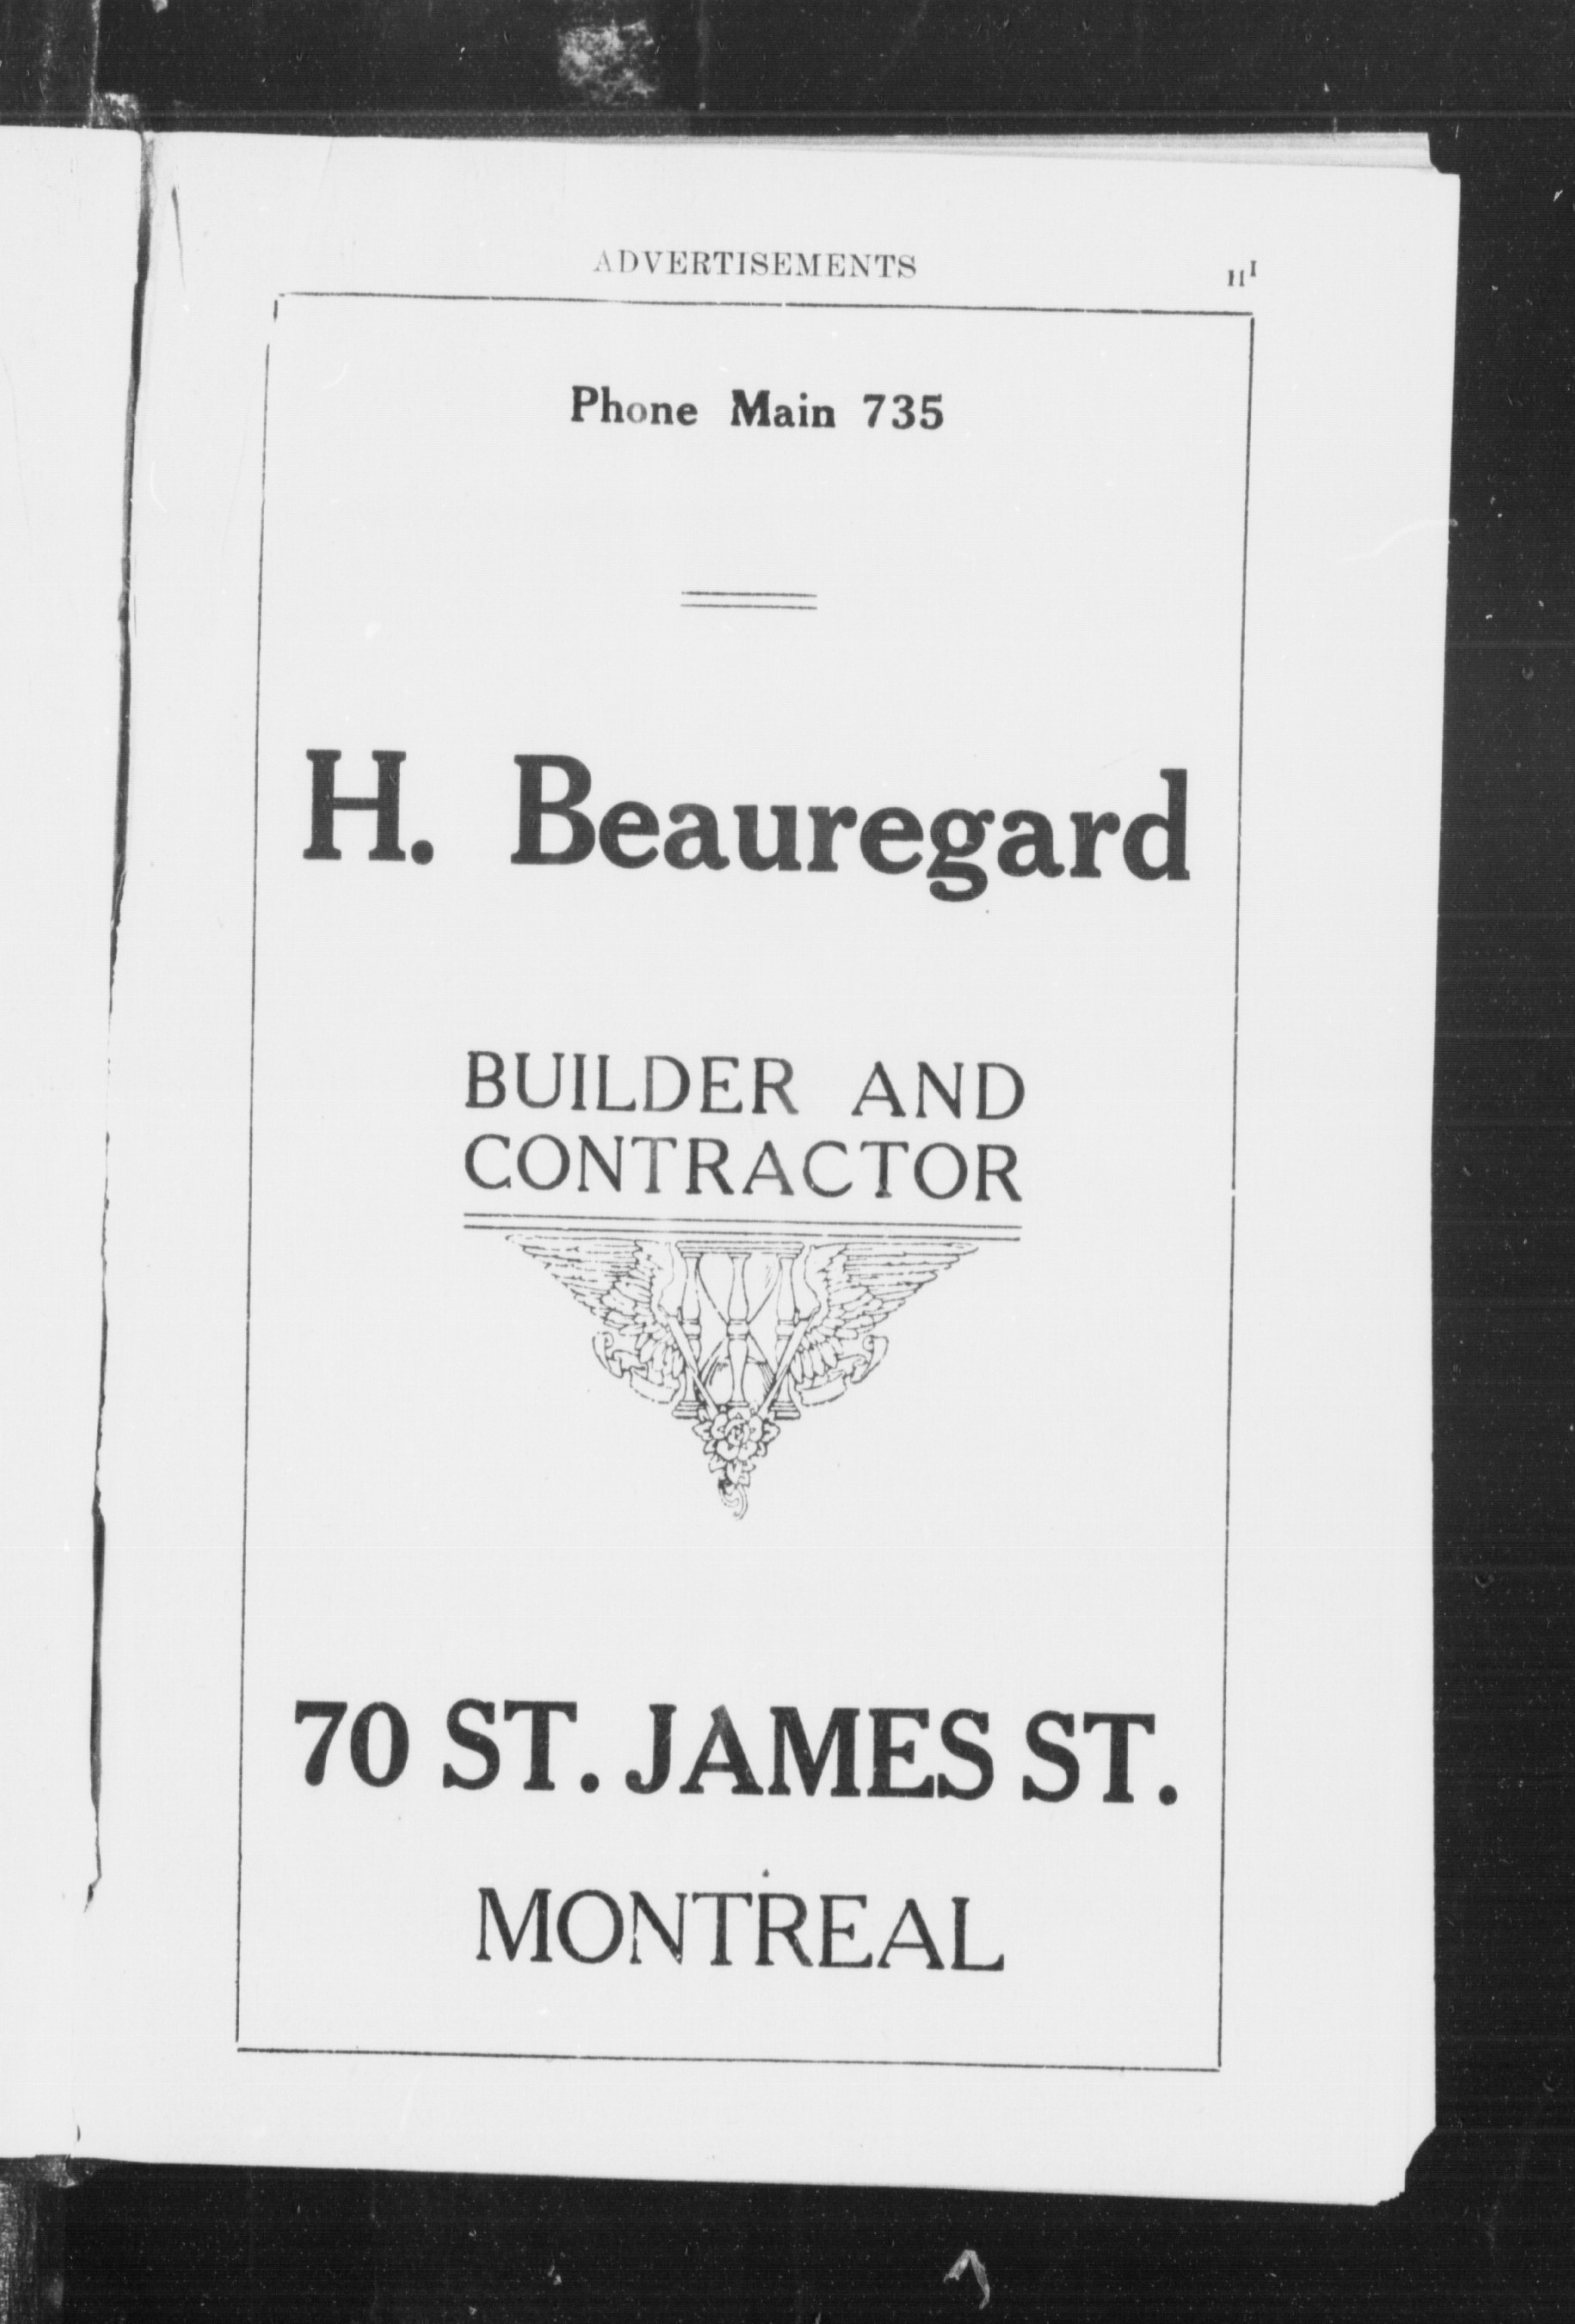 ADVERTISEMENTS
Phone Main 735
H. Beauregard
BUILDER AND
CONTRACTOR
70 ST. JAMES ST.
MONTREAL